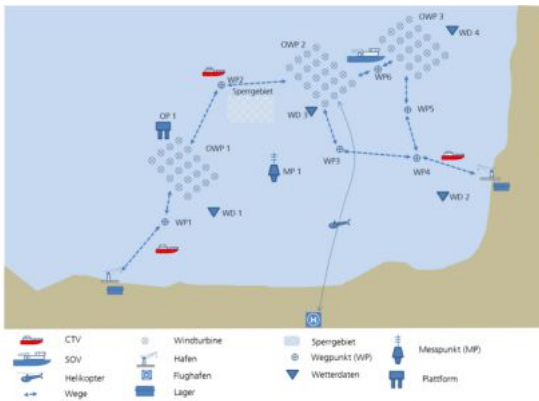 OWP 3
WD 4
OWP 2
WP2
WP6
Sperrgebiet
WD 3
WP5
OP 1
OWP 1
WP3
WP4
MP 1
WD 1
WD 2
WP1
H
CTV
Windturbine
Sperrgebiet
Messpunkt (MP)
SOV
Hafen
Wegpunkt (WP)
Helikopter
Flughafen
Wetterdaten
Plattform
Wege
Lager